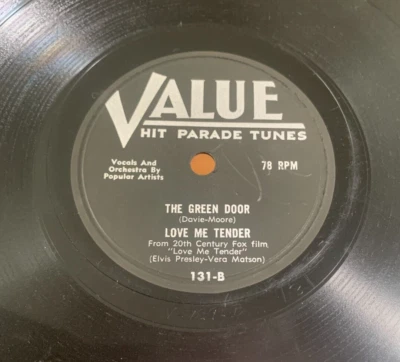 VALUE
HIT PARADE TUNES
Vocals And
Orchestra By
Popular Artists
78 RPM
THE GREEN DOOR
(Davie-Moore)
LOVE ME TENDER
From 20th Century Fox film
"Love Me Tender"
(Elvis Presley-Vera Matson)
131-B